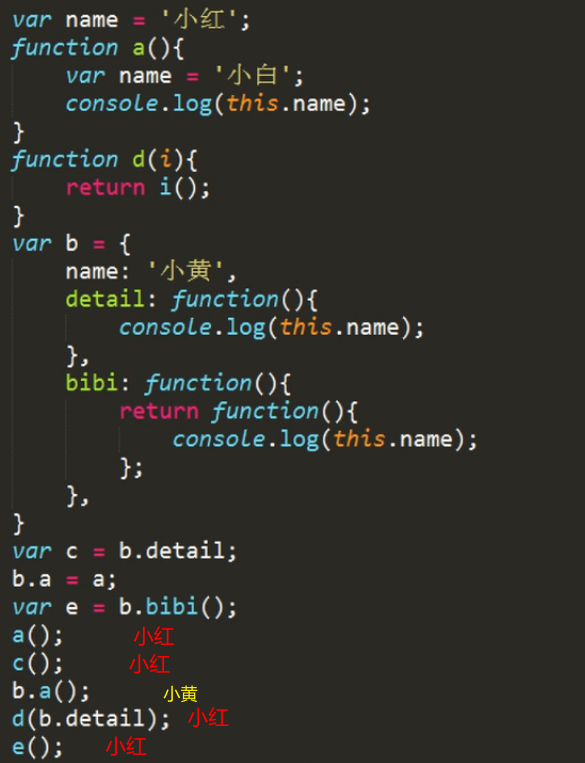 var name = '小红';
function a(){
    var name = '小白';
    console.log(this.name);
}
function d(i){
    return i();
}
var b = {
    name: '小黄',
    detail: function(){
        console.log(this.name);
    },
    bibi: function(){
        return function(){
            console.log(this.name);
        };
    },
}
var c = b.detail;
b.a = a;
var e = b.bibi();
a(); 小红
c(); 小红
b.a(); 小黄
d(b.detail); 小红
e(); 小红